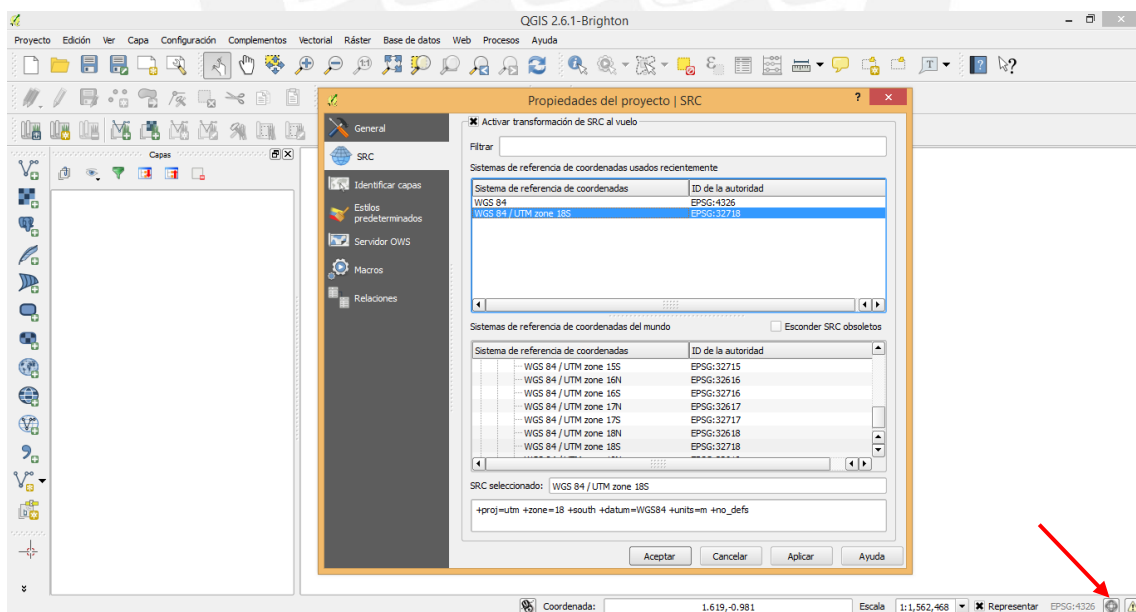 QGIS 2.6.1-Brighton
Proyecto Edición Ver Capa Configuración Complementos Vectorial Ráster Base de datos Web Procesos Ayuda
Propiedades del proyecto | SRC
Capas
General
SRC
Identificar capas
Estilos
predeterminados
Servidor OWS
Macros
Relaciones
Activar transformación de SRC al vuelo
Filtrar
Sistemas de referencia de coordenadas usados recientemente
Sistema de referencia de coordenadas ID de la autoridad
WGS 84 EPSG:4326
WGS 84 / UTM zone 18S EPSG:32718
Sistemas de referencia de coordenadas del mundo Esconder SRC obsoletos
Sistema de referencia de coordenadas ID de la autoridad
WGS 84 / UTM zone 15S EPSG:32715
WGS 84 / UTM zone 16N EPSG:32616
WGS 84 / UTM zone 16S EPSG:32716
WGS 84 / UTM zone 17N EPSG:32617
WGS 84 / UTM zone 17S EPSG:32717
WGS 84 / UTM zone 18N EPSG:32618
WGS 84 / UTM zone 18S EPSG:32718
SRC seleccionado: WGS 84 / UTM zone 18S
+proj=utm +zone=18 +south +datum=WGS84 +units=m +no_defs
Aceptar Cancelar Aplicar Ayuda
Coordenada: 1.619,-0.981 Escala 1:1,562,468 Representar EPSG:4326